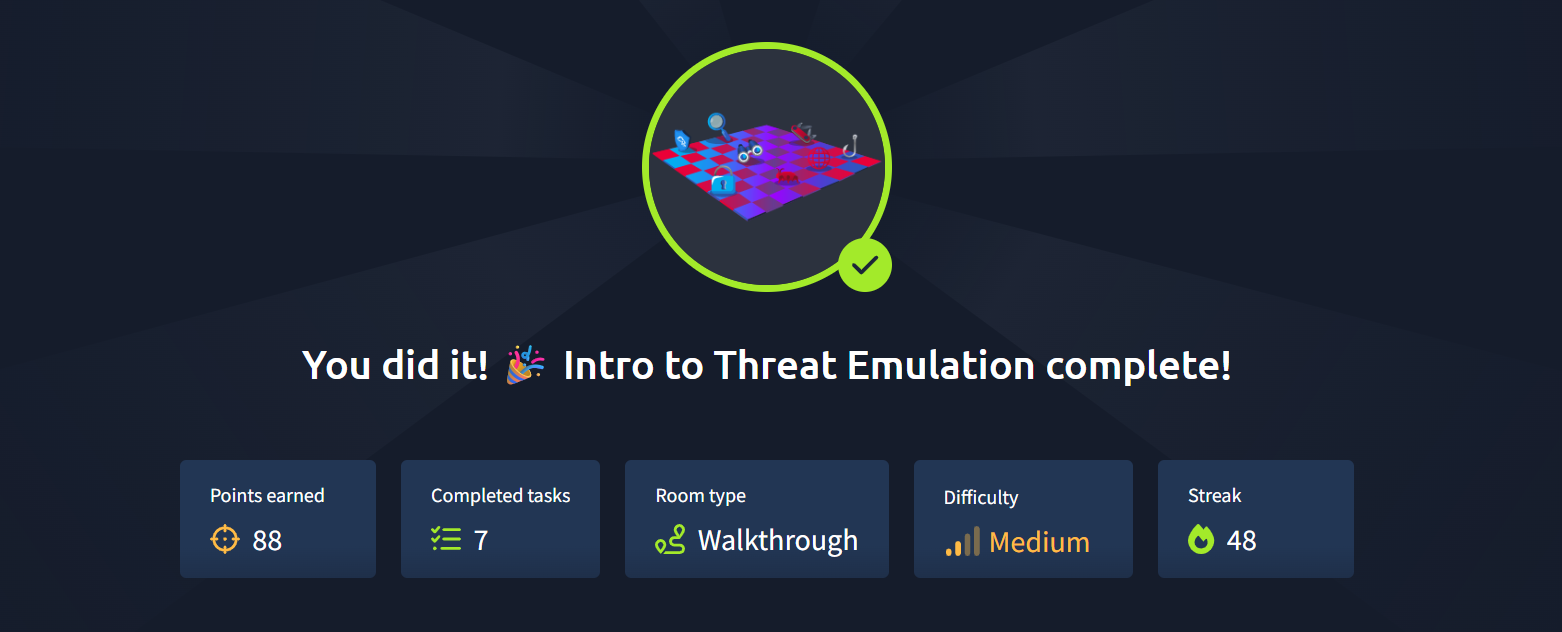 You did it! 🎉 Intro to Threat Emulation complete!
Points earned
88
Completed tasks
7
Room type
Walkthrough
Difficulty
Medium
Streak
48